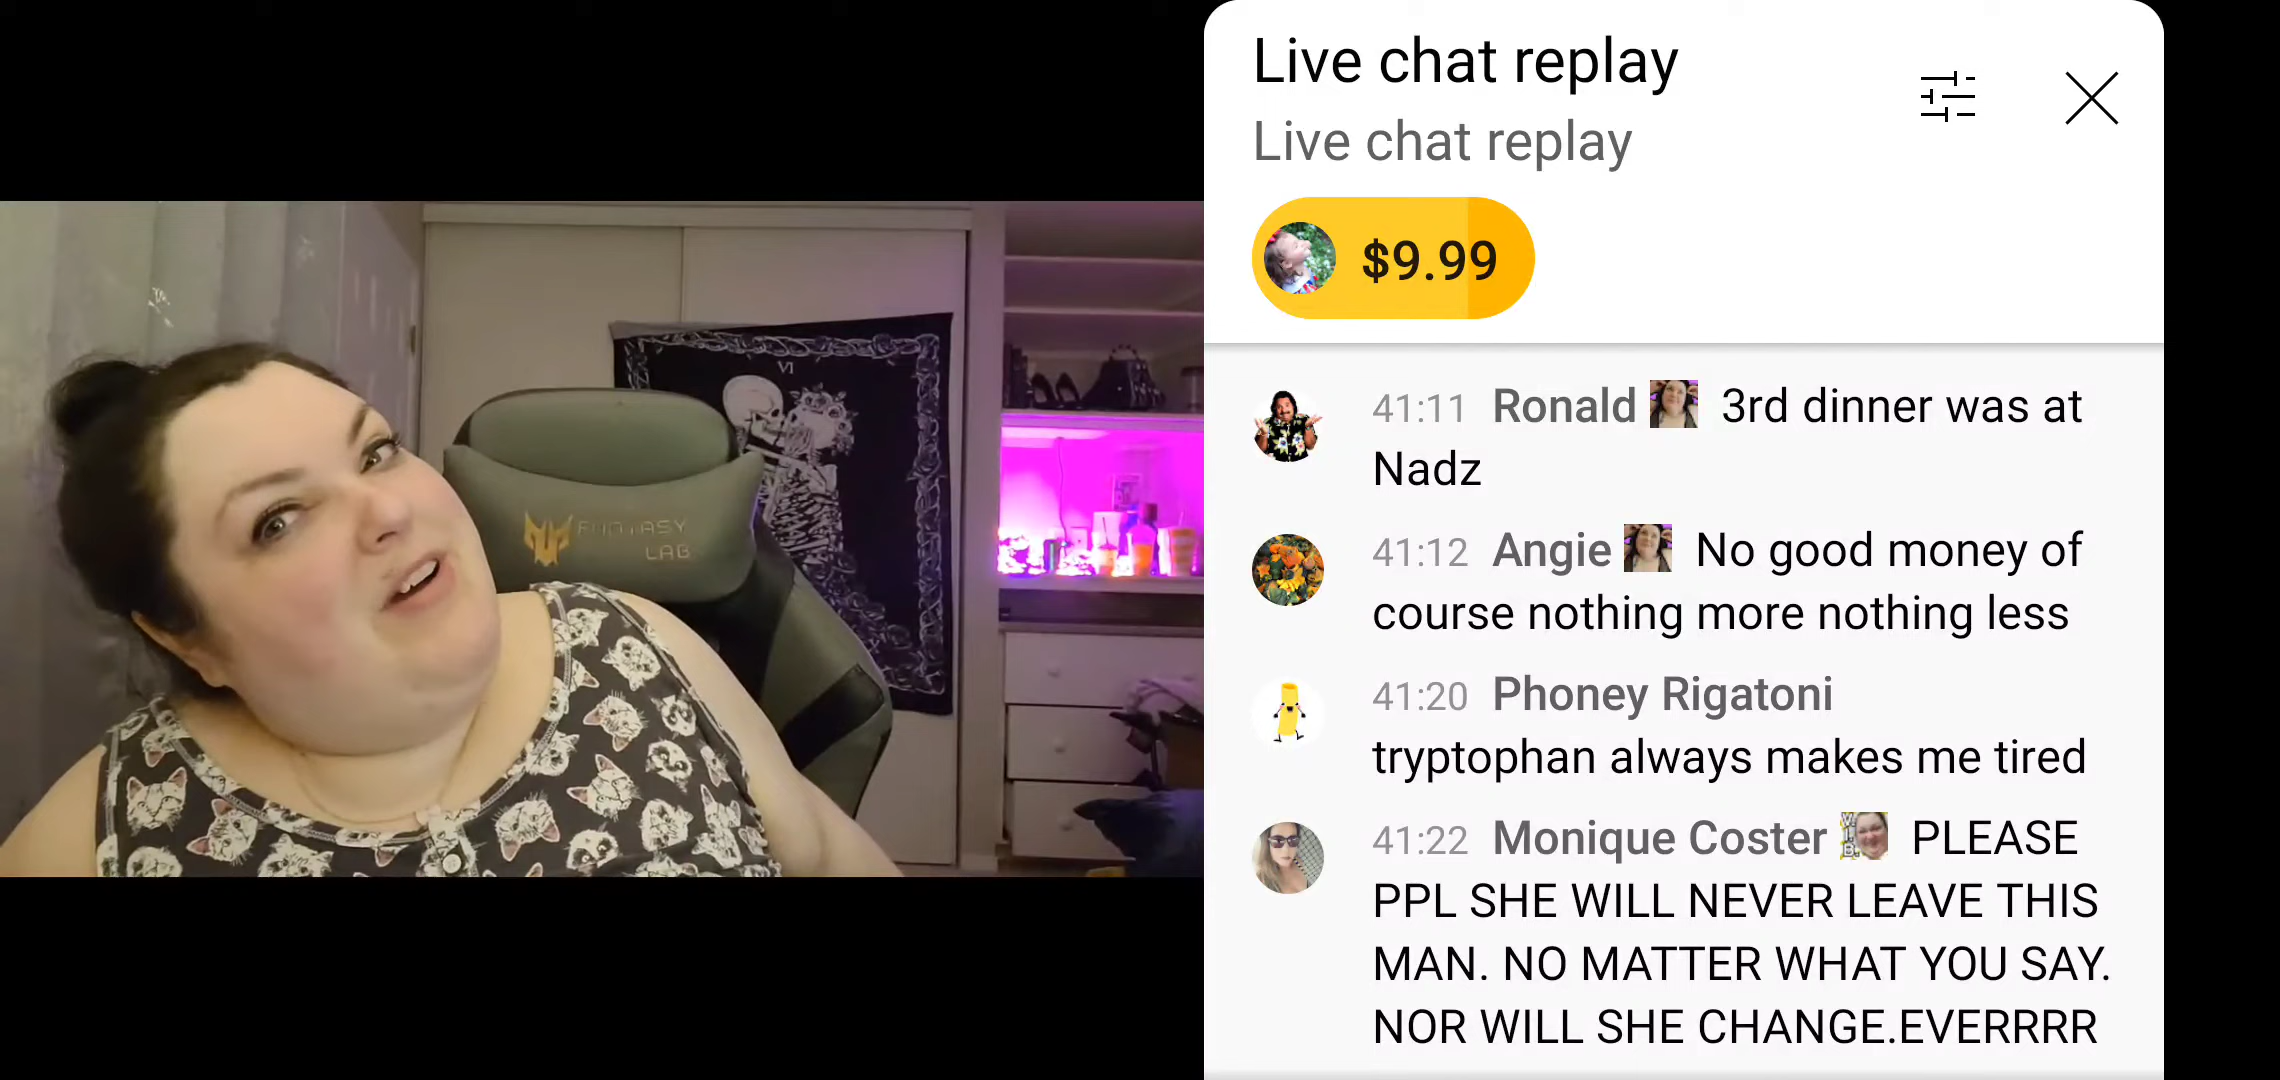 VI
FANTASY
LAB
Live chat replay
Live chat replay
$9.99
41:11 Ronald 3rd dinner was at
Nadz
41:12 Angie No good money of
course nothing more nothing less
41:20 Phoney Rigatoni
tryptophan always makes me tired
41:22 Monique Coster PLEASE
PPL SHE WILL NEVER LEAVE THIS
MAN. NO MATTER WHAT YOU SAY.
NOR WILL SHE CHANGE.EVERRRR